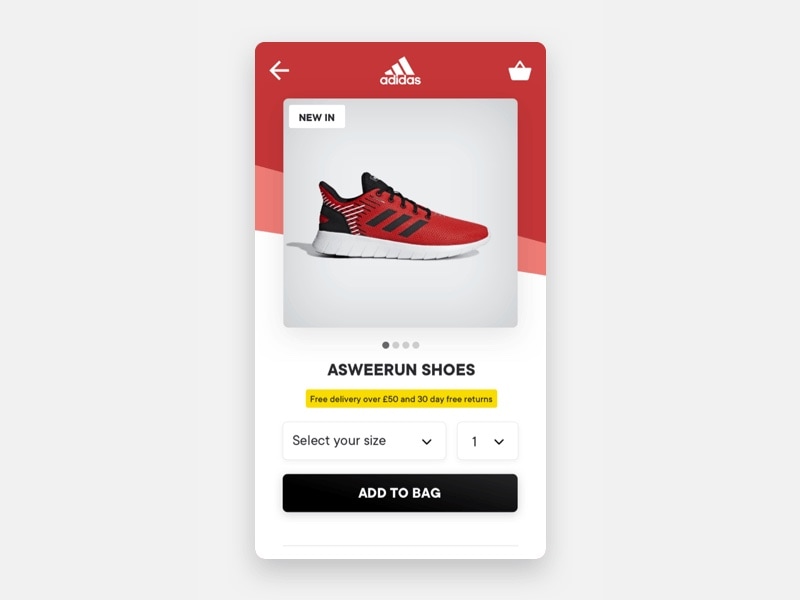 adidas
NEW IN
ASWEERUN SHOES
Free delivery over £50 and 30 day free returns
Select your size
1
ADD TO BAG